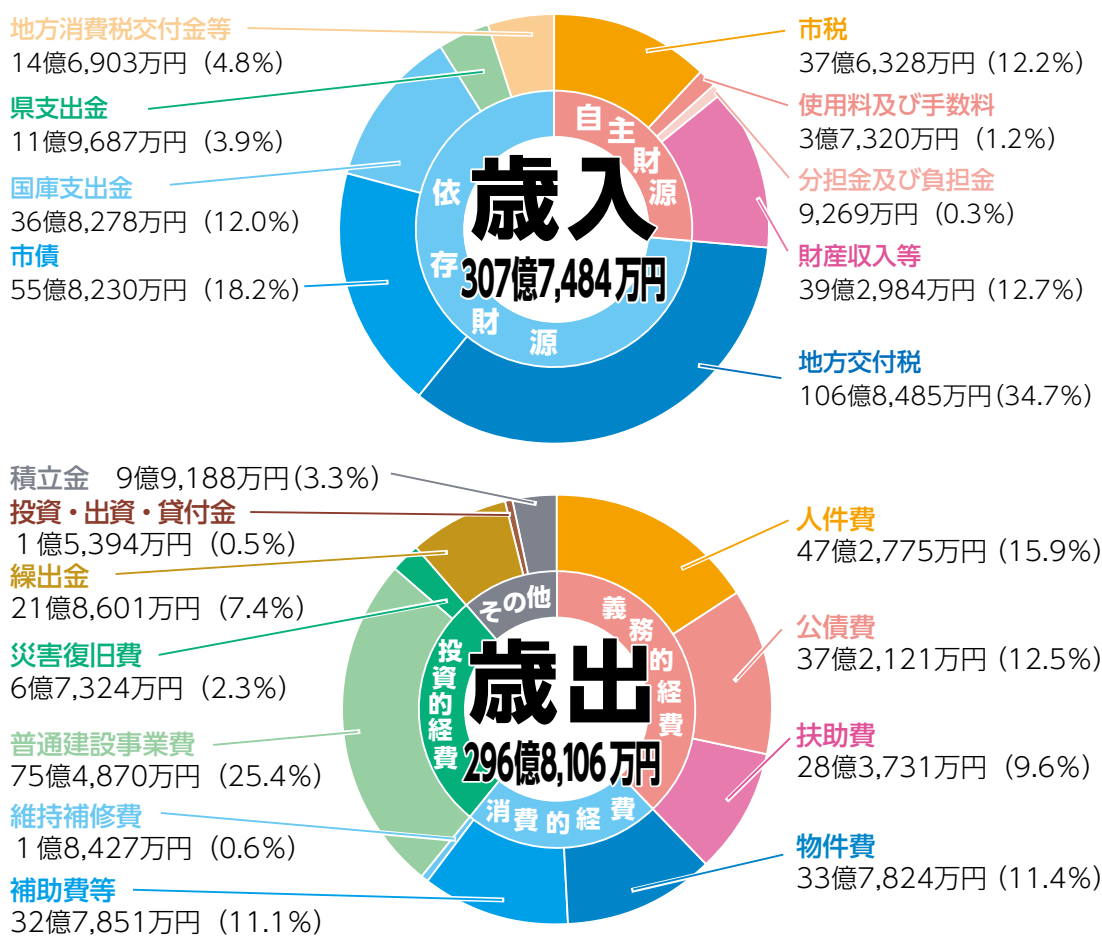 地方消費税交付金等
14億6,903万円（4.8%）
県支出金
11億9,687万円（3.9%）
国庫支出金
36億8,278万円（12.0%）
市債
55億8,230万円（18.2%）
市税
37億6,328万円（12.2%）
使用料及び手数料
3億7,320万円（1.2%）
分担金及び負担金
9,269万円（0.3%）
財産収入等
39億2,984万円（12.7%）
地方交付税
106億8,485万円（34.7%）
自主財源
依存財源
歳入
307億7,484万円
積立金　9億9,188万円（3.3%）
投資・出資・貸付金
1億5,394万円（0.5%）
繰出金
21億8,601万円（7.4%）
災害復旧費
6億7,324万円（2.3%）
普通建設事業費
75億4,870万円（25.4%）
維持補修費
1億8,427万円（0.6%）
補助費等
32億7,851万円（11.1%）
人件費
47億2,775万円（15.9%）
公債費
37億2,121万円（12.5%）
扶助費
28億3,731万円（9.6%）
物件費
33億7,824万円（11.4%）
その他
義務的経費
投資的経費
消費的経費
歳出
296億8,106万円